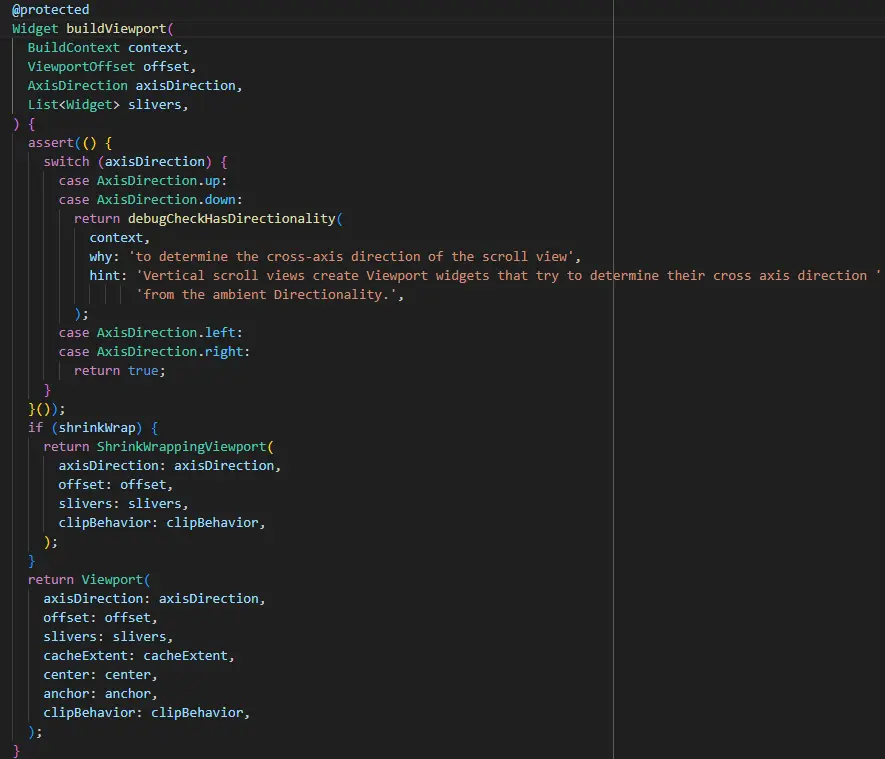 @protected
Widget buildViewport(
  BuildContext context,
  ViewportOffset offset,
  AxisDirection axisDirection,
  List<Widget> slivers,
) {
  assert(() {
    switch (axisDirection) {
      case AxisDirection.up:
      case AxisDirection.down:
        return debugCheckHasDirectionality(
          context,
          why: 'to determine the cross-axis direction of the scroll view',
          hint: 'Vertical scroll views create Viewport widgets that try to determine their cross axis direction '
                'from the ambient Directionality.',
        );
      case AxisDirection.left:
      case AxisDirection.right:
        return true;
    }
  }());
  if (shrinkWrap) {
    return ShrinkWrappingViewport(
      axisDirection: axisDirection,
      offset: offset,
      slivers: slivers,
      clipBehavior: clipBehavior,
    );
  }
  return Viewport(
    axisDirection: axisDirection,
    offset: offset,
    slivers: slivers,
    cacheExtent: cacheExtent,
    center: center,
    anchor: anchor,
    clipBehavior: clipBehavior,
  );
}